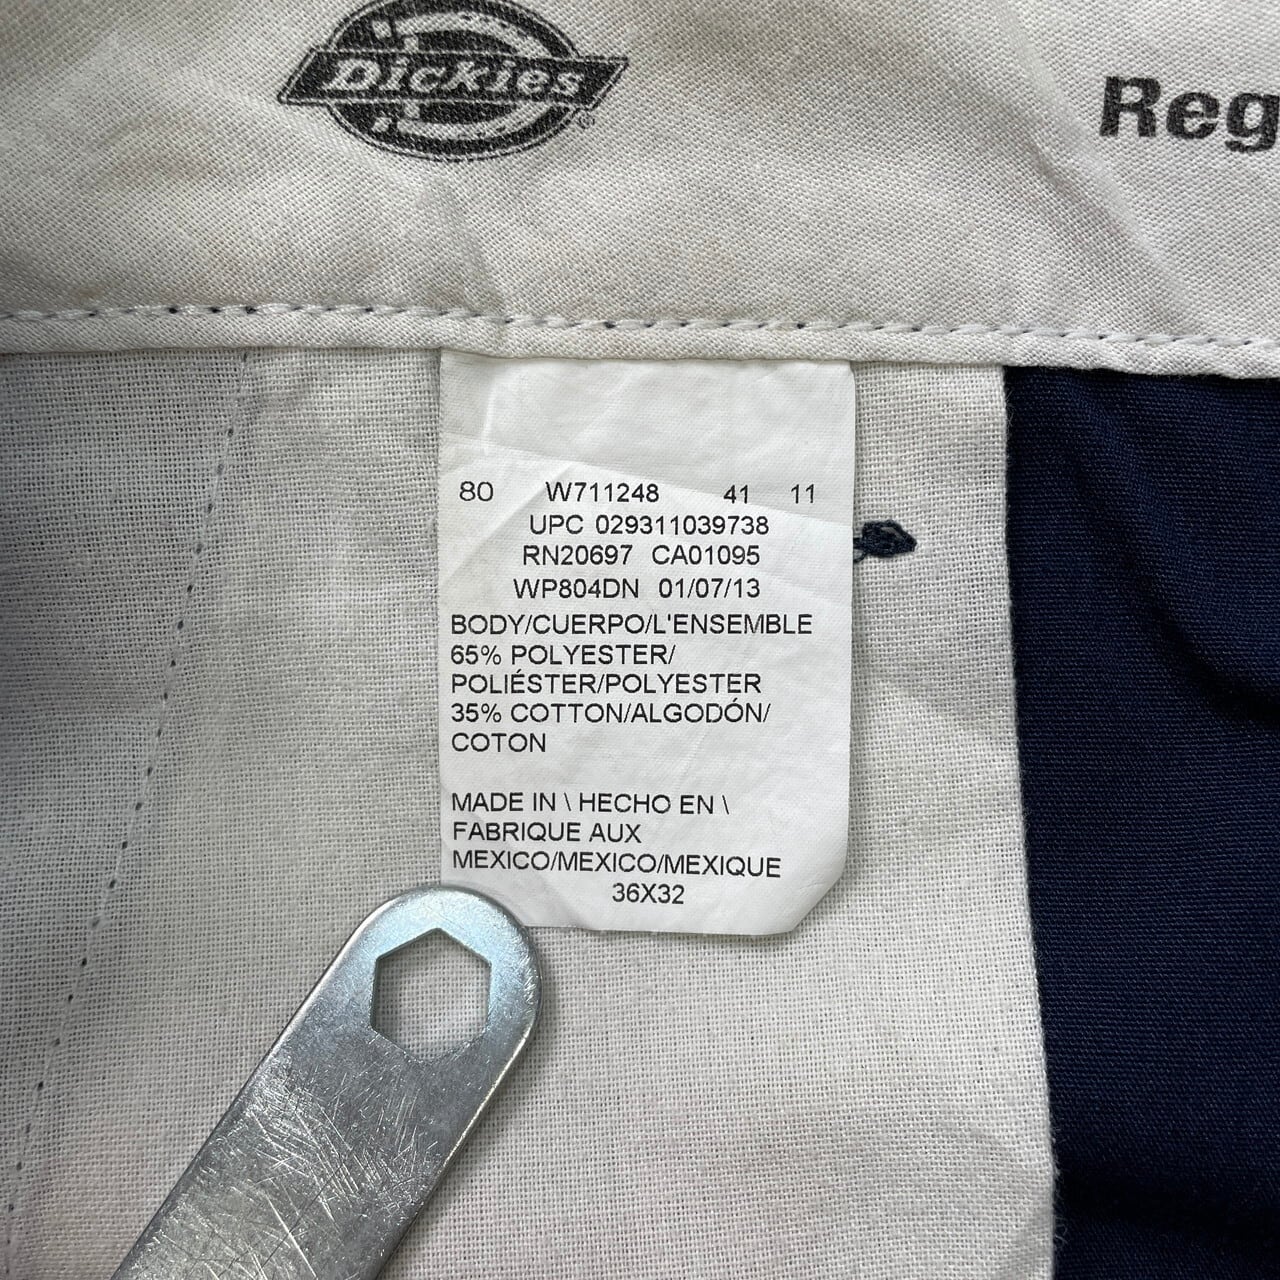 Dickies®
Reg
80 W711248 41 11
UPC 029311039738
RN20697 CA01095
WP804DN 01/07/13
BODY/CUERPO/L'ENSEMBLE
65% POLYESTER/
POLIÉSTER/POLYESTER
35% COTTON/ALGODÓN/
COTON
MADE IN \ HECHO EN \
FABRIQUE AUX
MEXICO/MEXICO/MEXIQUE
36X32